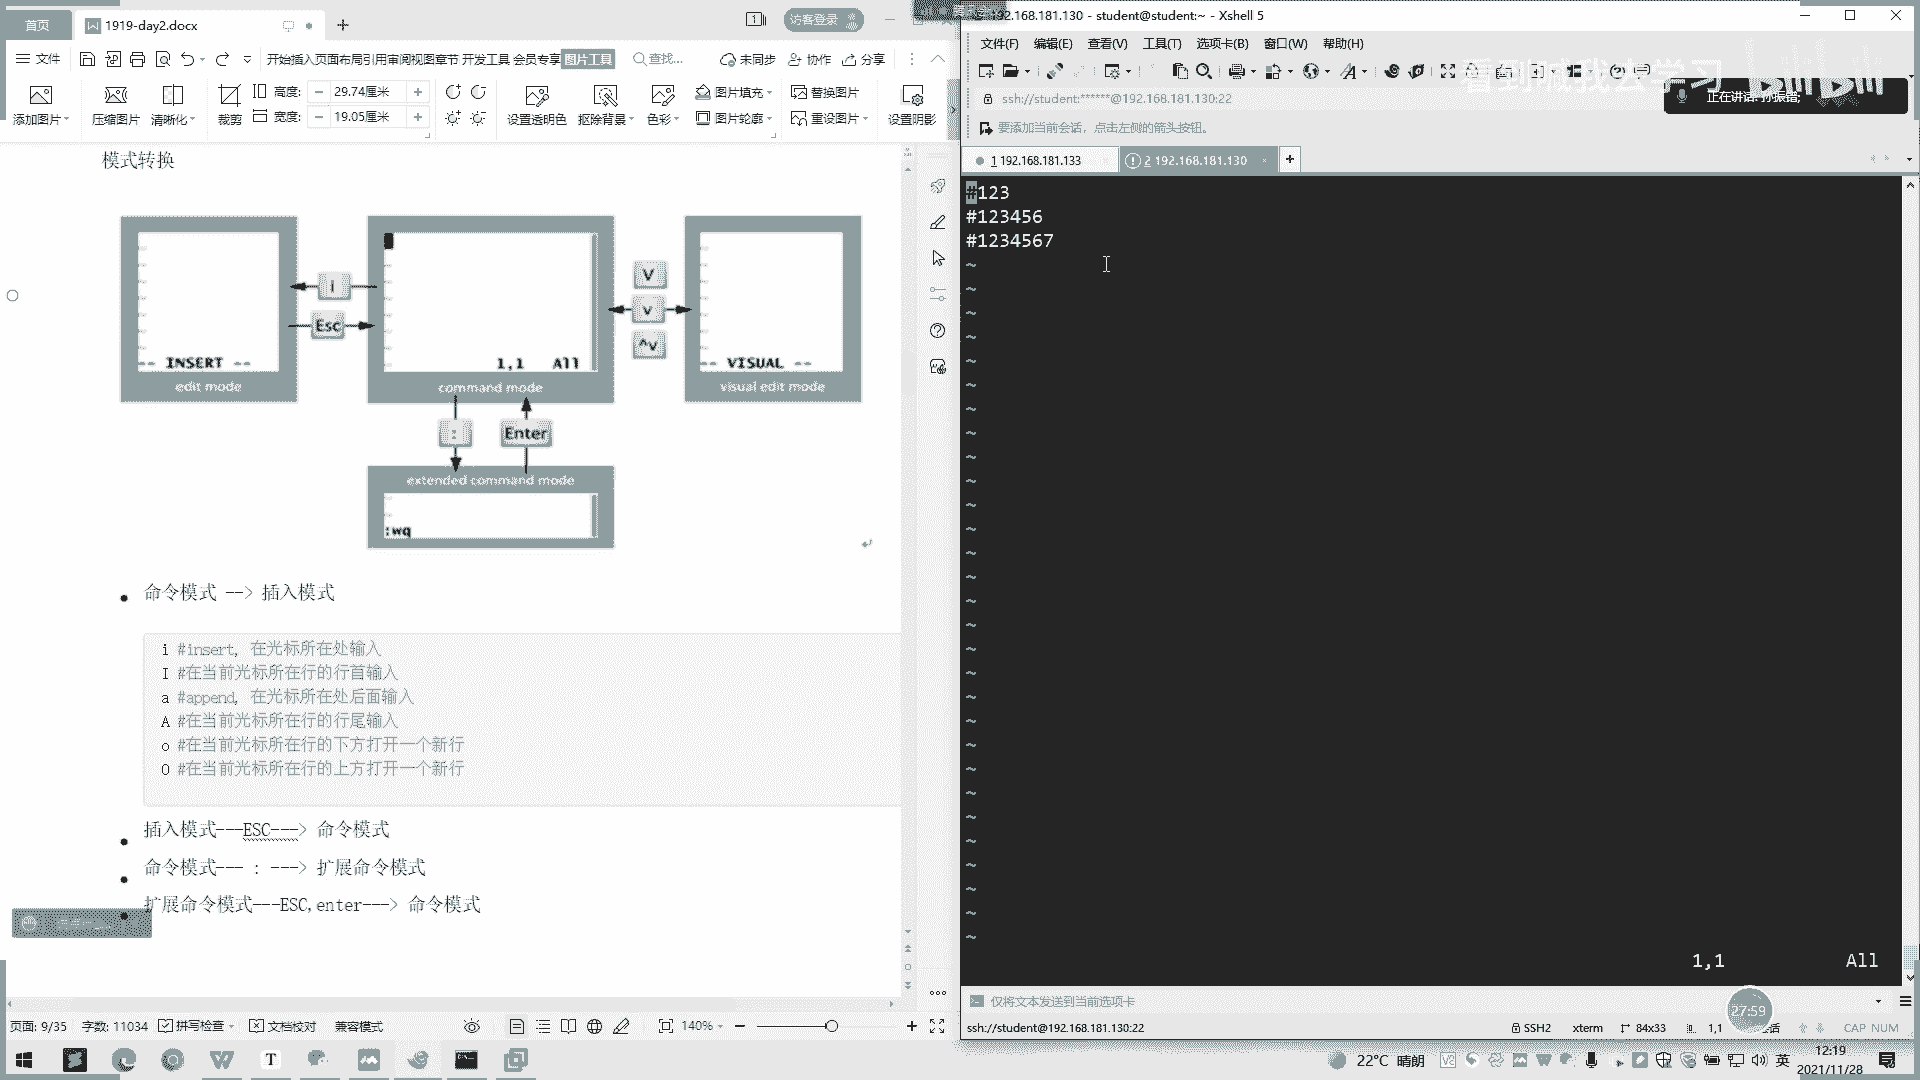 首页
1919-day2.docx
访客登录
文件
开始 插入 页面布局 引用 审阅 视图 章节 开发工具 会员专享 图片工具
查找...
未同步
协作
分享
添加图片
压缩图片
清晰化
裁剪
高度:
29.74厘米
宽度:
19.05厘米
设置透明色
抠除背景
色彩
图片填充
图片轮廓
替换图片
重设图片
设置阴影
模式转换
i
Esc
V
v
^v
-- INSERT --
edit mode
1,1 All
command mode
-- VISUAL --
visual edit mode
:
Enter
extended command mode
:wq
命令模式 --> 插入模式
i #insert, 在光标所在处输入
I #在当前光标所在行的行首输入
a #append, 在光标所在处后面输入
A #在当前光标所在行的行尾输入
o #在当前光标所在行的下方打开一个新行
O #在当前光标所在行的上方打开一个新行
插入模式---ESC---> 命令模式
命令模式--- : ---> 扩展命令模式
扩展命令模式---ESC,enter---> 命令模式
页面: 9/35
字数: 11034
拼写检查
文档校对
兼容模式
140%
192.168.181.130 - student@student:~ - Xshell 5
文件(F) 编辑(E) 查看(V) 工具(T) 选项卡(B) 窗口(W) 帮助(H)
看到喊我去学习
bilibili
正在讲话:
ssh://student:******@192.168.181.130:22
要添加当前会话，点击左侧的箭头按钮。
1 192.168.181.133
2 192.168.181.130
#123
#123456
#1234567
1,1 All
仅将文本发送到当前选项卡
27:59
ssh://student@192.168.181.130:22
SSH2
xterm
84x33
1,1
CAP NUM
22°C 晴朗
英
12:19
2021/11/28